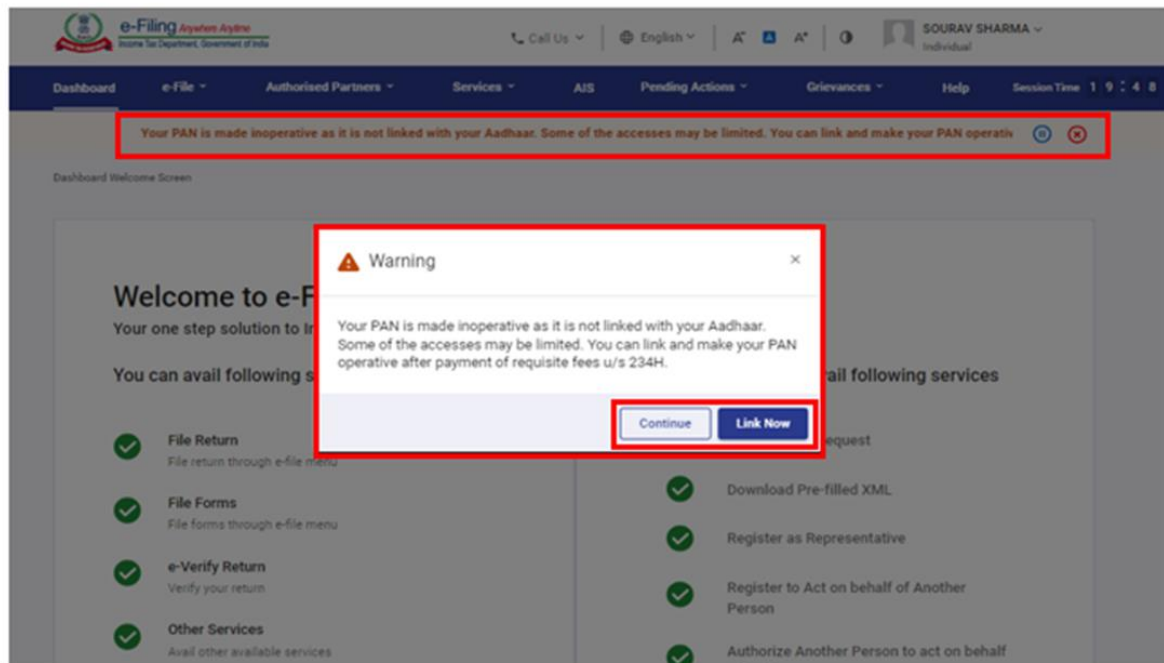 e-Filing Anywhere Anytime
Income Tax Department, Government of India
Call Us English A A A SOURAV SHARMA
Individual
Dashboard e-File Authorised Partners Services AIS Pending Actions Grievances Help Session Time 1 9 : 4 8
Your PAN is made inoperative as it is not linked with your Aadhaar. Some of the accesses may be limited. You can link and make your PAN operativ
Dashboard Welcome Screen
Warning
Your PAN is made inoperative as it is not linked with your Aadhaar.
Some of the accesses may be limited. You can link and make your PAN
operative after payment of requisite fees u/s 234H.
Continue Link Now
Welcome to e-F
Your one step solution to
You can avail following s
ail following services
File Return
File return through e-file menu
File Forms
File forms through e-file menu
e-Verify Return
Verify your return
Other Services
Avail other available services
equest
Download Pre-filled XML
Register as Representative
Register to Act on behalf of Another
Person
Authorize Another Person to act on behalf